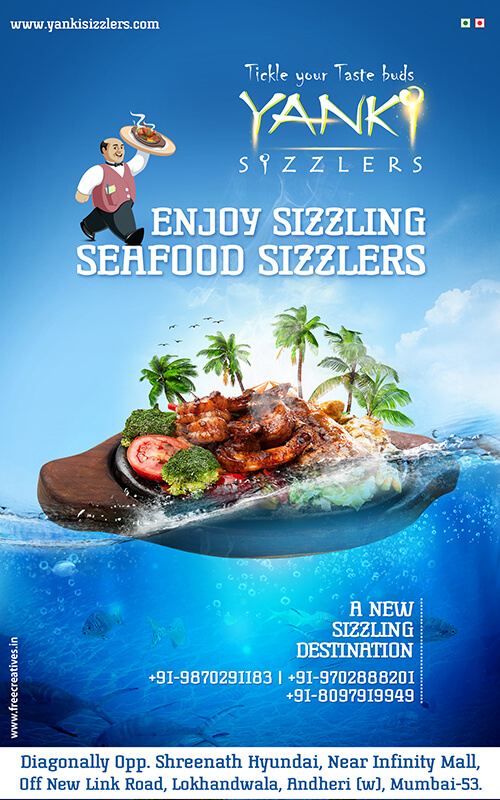 www.yankisizzlers.com
Tickle your Taste buds
YANKi
SiZZLERS
ENJOY SIZZLING
SEAFOOD SIZZLERS
A NEW
SIZZLING
DESTINATION
+91-9870291183 | +91-9702888201
+91-8097919949
www.freecreatives.in
Diagonally Opp. Shreenath Hyundai, Near Infinity Mall,
Off New Link Road, Lokhandwala, Andheri (w), Mumbai-53.